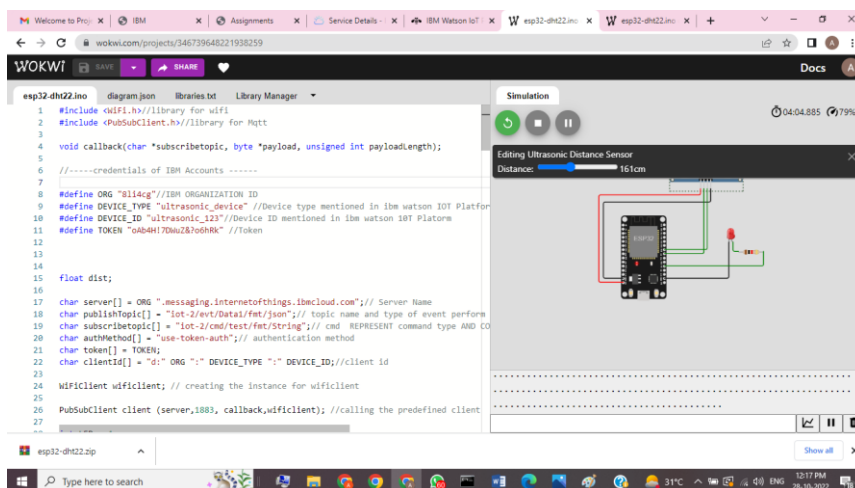 Welcome to Proj
IBM
Assignments
Service Details -
IBM Watson IoT
esp32-dht22.ino
esp32-dht22.ino
wokwi.com/projects/346739648221938259
WOKWi
SAVE
SHARE
Docs
A
esp32-dht22.ino
diagram.json
libraries.txt
Library Manager
Simulation
1 #include <WiFi.h>//library for wifi
2 #include <PubSubClient.h>//library for Mqtt
3
4 void callback(char *subscribetopic, byte *payload, unsigned int payloadLength);
5
6 //-----credentials of IBM Accounts ------
7
8 #define ORG "8li4cg"//IBM ORGANIZATION ID
9 #define DEVICE_TYPE "ultrasonic_device" //Device type mentioned in ibm watson IOT Platfor
10 #define DEVICE_ID "ultrasonic_123"//Device ID mentioned in ibm watson 10T Platorm
11 #define TOKEN "oAb4H!7DWuZ&?o6hRk" //Token
12
13
14
15 float dist;
16
17 char server[] = ORG ".messaging.internetofthings.ibmcloud.com";// Server Name
18 char publishTopic[] = "iot-2/evt/Data1/fmt/json";// topic name and type of event perform
19 char subscribetopic[] = "iot-2/cmd/test/fmt/String";// cmd REPRESENT command type AND CO
20 char authMethod[] = "use-token-auth";// authentication method
21 char token[] = TOKEN;
22 char clientId[] = "d:" ORG ":" DEVICE_TYPE ":" DEVICE_ID;//client id
23
24 WiFiClient wificlient; // creating the instance for wificlient
25
26 PubSubClient client (server,1883, callback,wificlient); //calling the predefined client
27
04:04.885
79%
Editing Ultrasonic Distance Sensor
Distance:
161cm
ESP32
esp32-dht22.zip
Show all
Type here to search
31°C
ENG
12:17 PM
28-10-2022